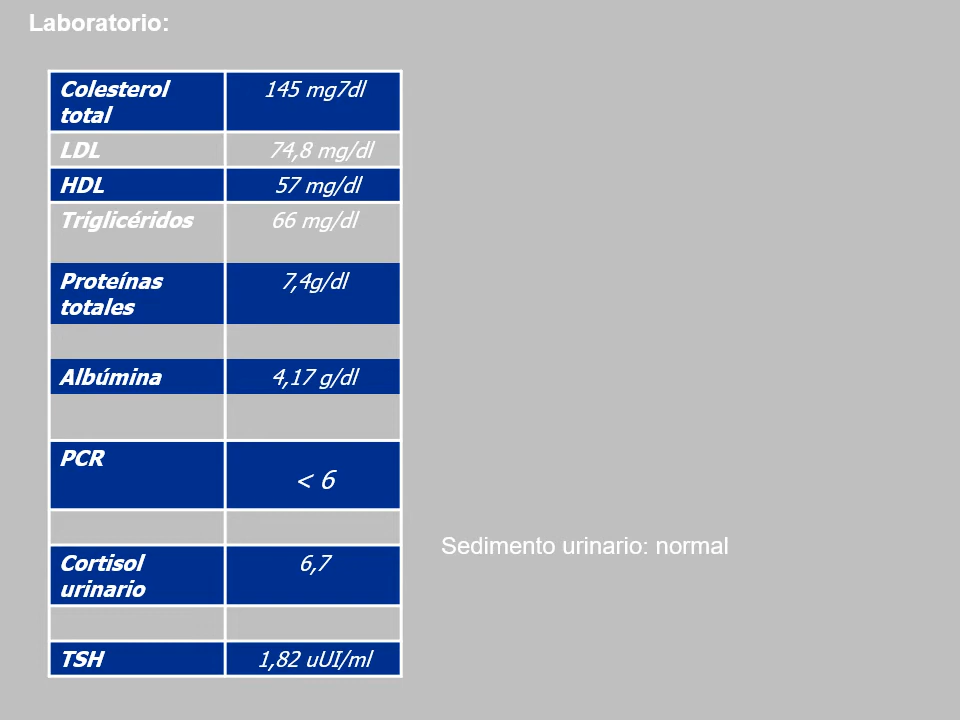 Laboratorio:
Colesterol
total
145 mg7dl
LDL
74,8 mg/dl
HDL
57 mg/dl
Triglicéridos
66 mg/dl
Proteínas
totales
7,4g/dl
Albúmina
4,17 g/dl
PCR
< 6
Cortisol
urinario
6,7
TSH
1,82 uUI/ml
Sedimento urinario: normal